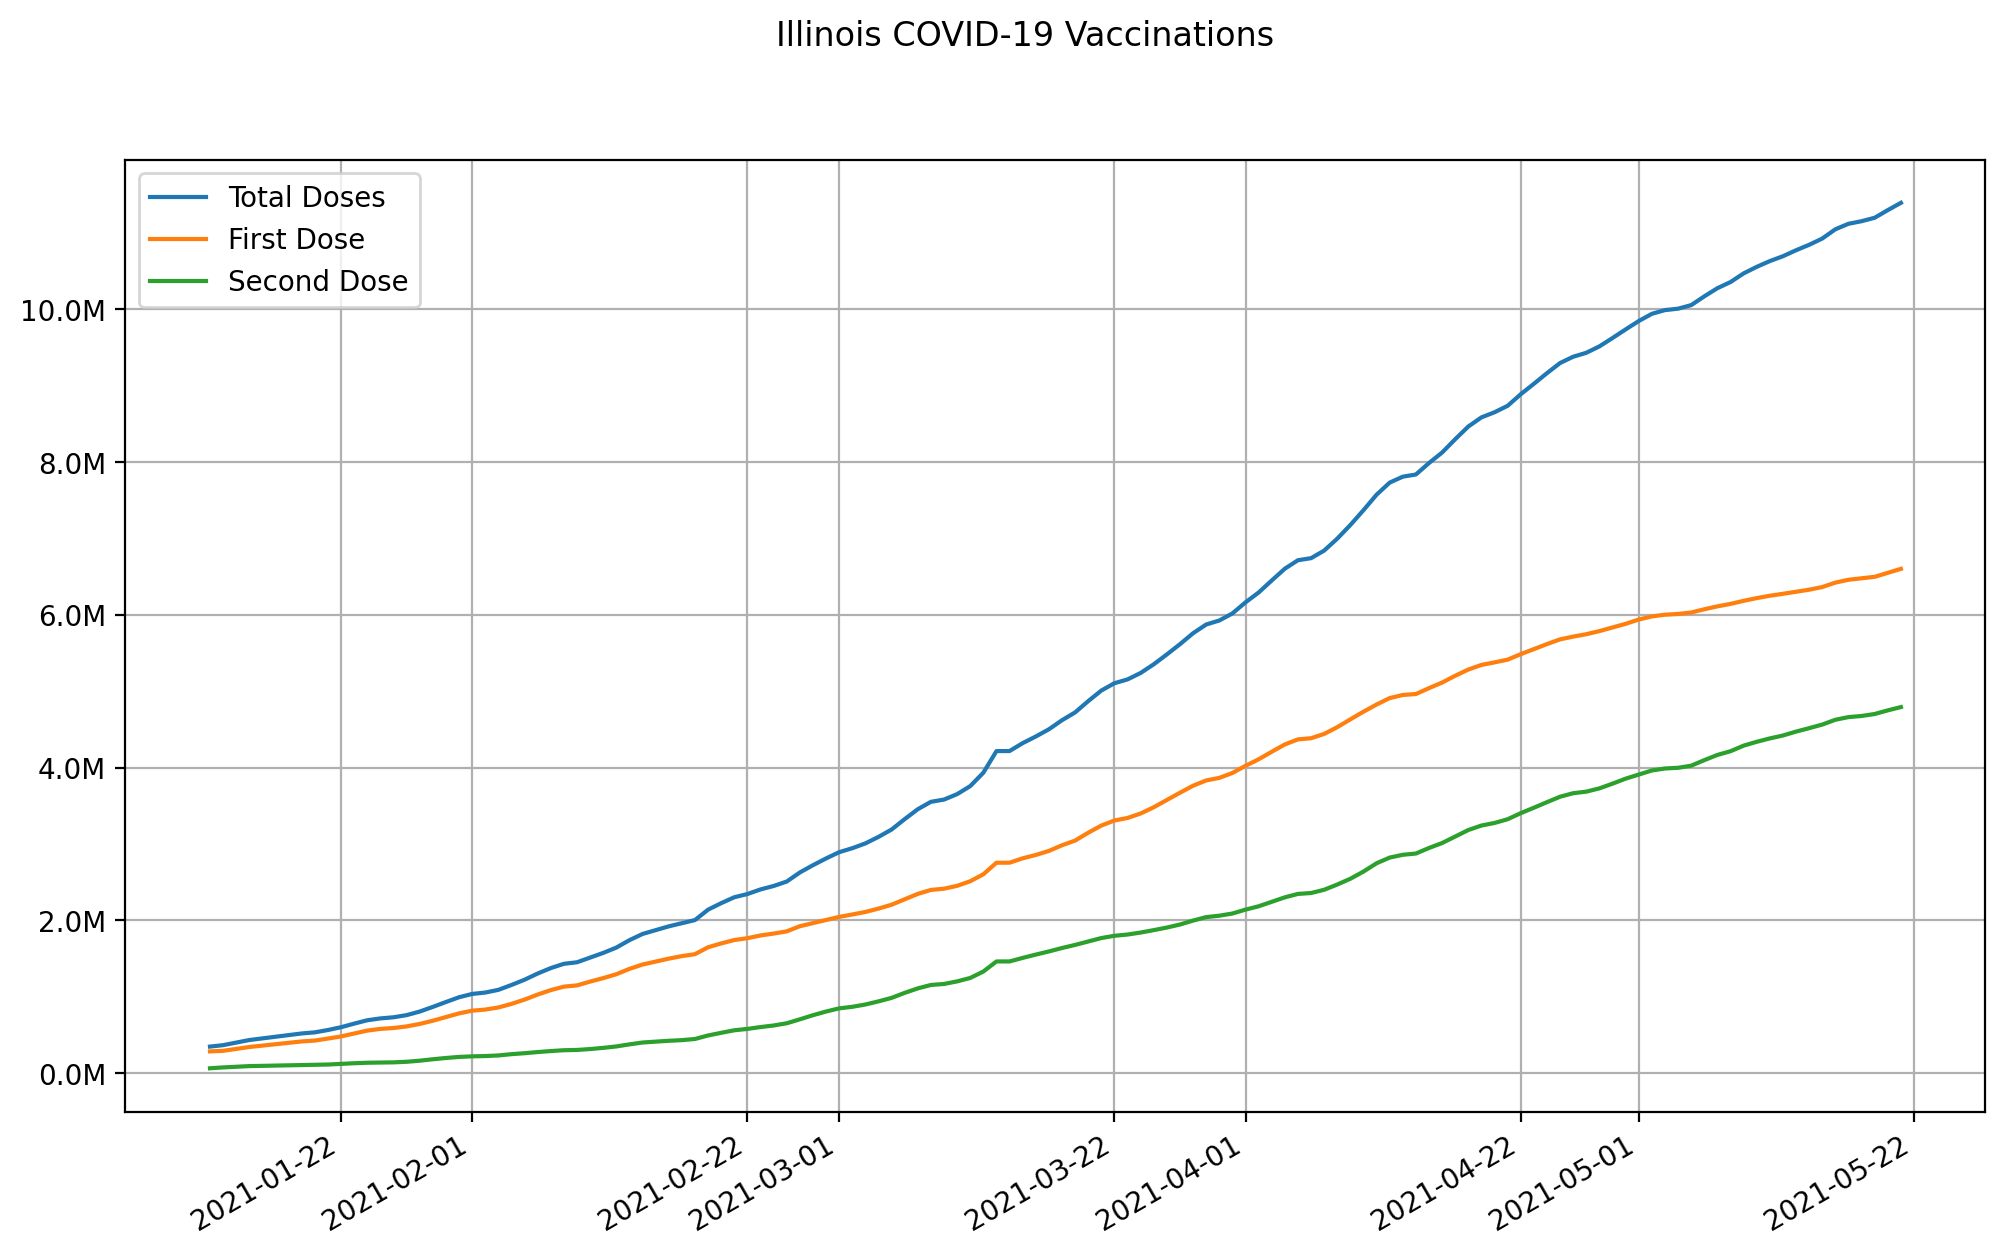 Illinois COVID-19 Vaccinations
Total Doses
First Dose
Second Dose
10.0M
8.0M
6.0M
4.0M
2.0M
0.0M
2021-01-22
2021-02-01
2021-02-22
2021-03-01
2021-03-22
2021-04-01
2021-04-22
2021-05-01
2021-05-22